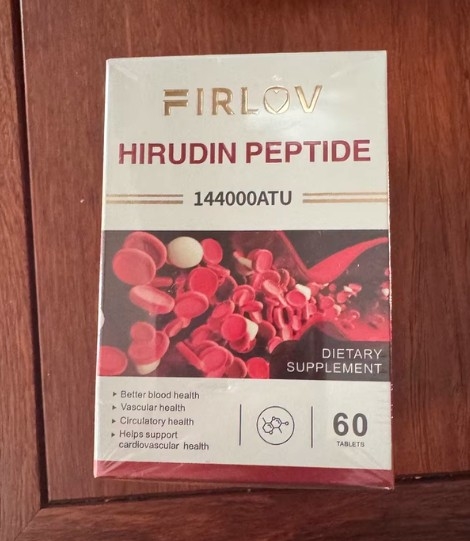 FIRLOV
HIRUDIN PEPTIDE
144000ATU
DIETARY
SUPPLEMENT
▸ Better blood health
▸ Vascular health
▸ Circulatory health
▸ Helps support
cardiovascular health
60
TABLETS